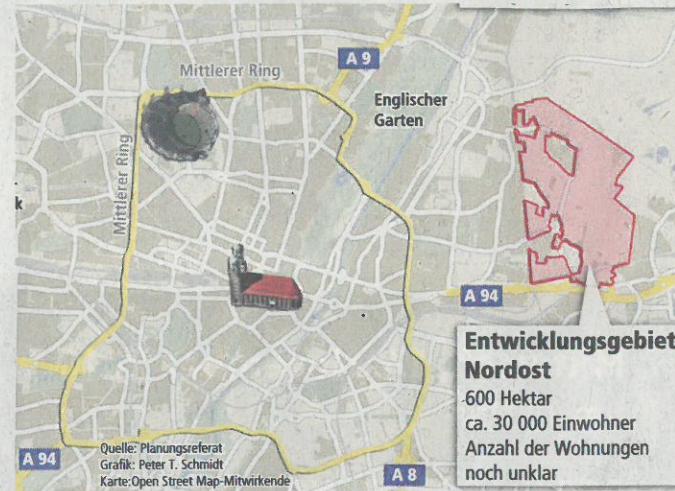 A 9
Mittlerer Ring
Englischer
Garten
Mittlerer Ring
k
A 94
Entwicklungsgebiet
Nordost
600 Hektar
ca. 30 000 Einwohner
Anzahl der Wohnungen
noch unklar
Quelle: Planungsreferat
Grafik: Peter T. Schmidt
Karte:Open Street Map-Mitwirkende
A 94
A 8